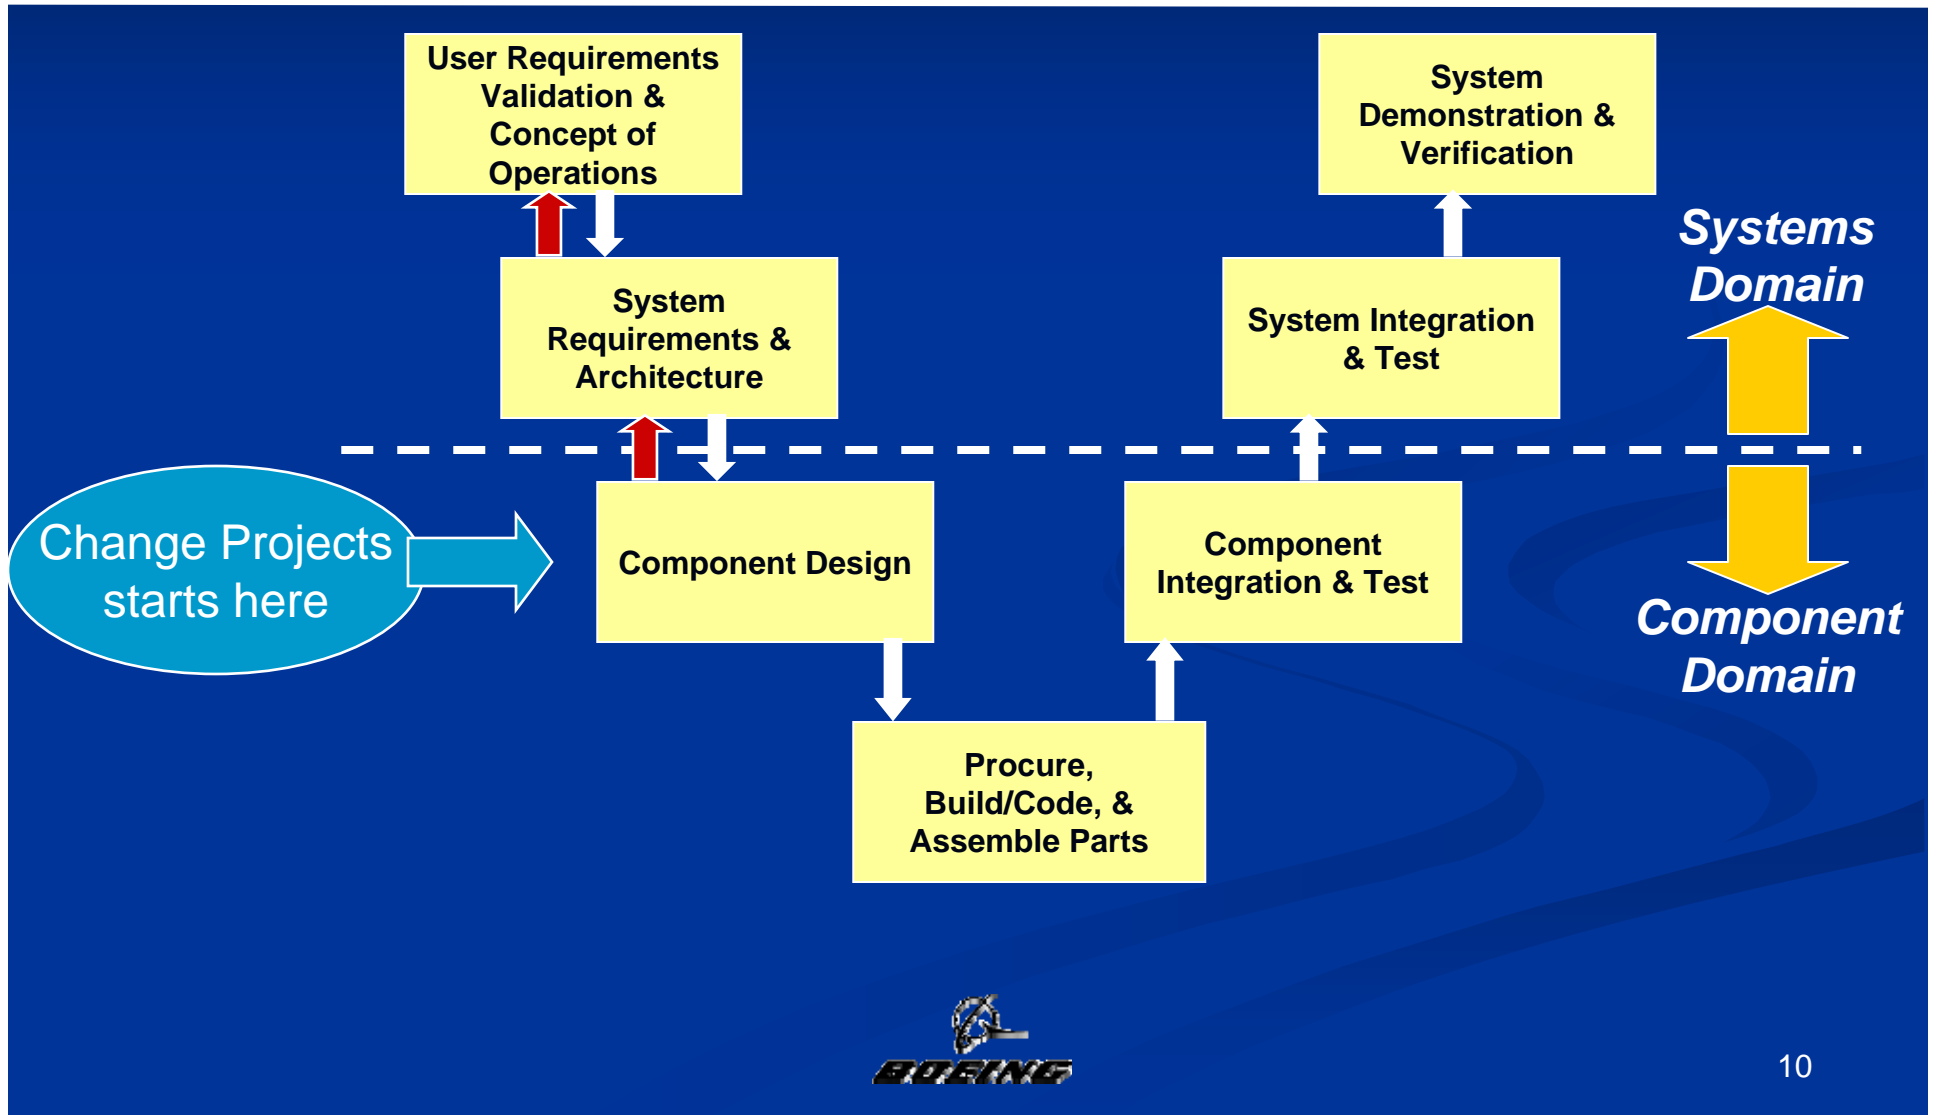 User Requirements
Validation &
Concept of
Operations
System
Demonstration &
Verification
Systems
Domain
System
Requirements &
Architecture
System Integration
& Test
Change Projects
starts here
Component Design
Component
Integration & Test
Component
Domain
Procure,
Build/Code, &
Assemble Parts
BOEING
10